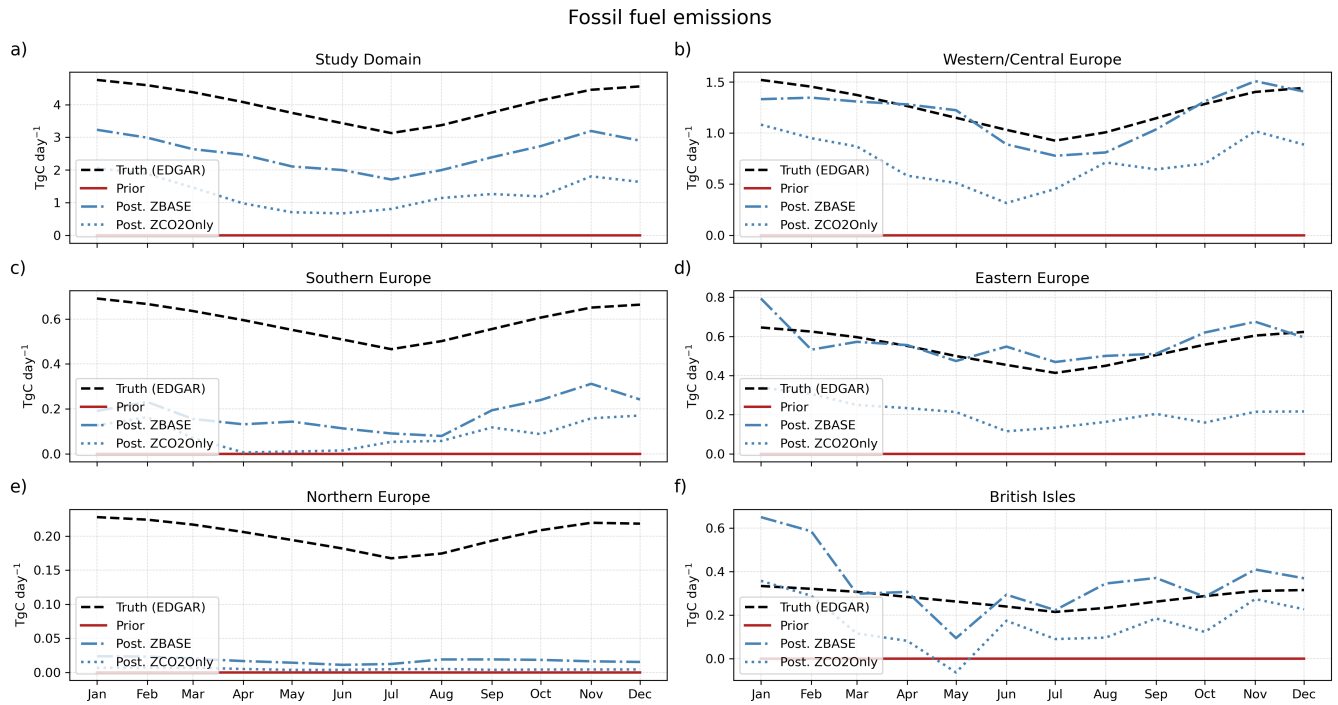 Fossil fuel emissions
a)
Study Domain
TgC day⁻¹
4
3
2
1
0
Truth (EDGAR)
Prior
Post. ZBASE
Post. ZCO2Only
b)
Western/Central Europe
TgC day⁻¹
1.5
1.0
0.5
0.0
Truth (EDGAR)
Prior
Post. ZBASE
Post. ZCO2Only
c)
Southern Europe
TgC day⁻¹
0.6
0.4
0.2
0.0
Truth (EDGAR)
Prior
Post. ZBASE
Post. ZCO2Only
d)
Eastern Europe
TgC day⁻¹
0.8
0.6
0.4
0.2
0.0
Truth (EDGAR)
Prior
Post. ZBASE
Post. ZCO2Only
e)
Northern Europe
TgC day⁻¹
0.20
0.15
0.10
0.05
0.00
Truth (EDGAR)
Prior
Post. ZBASE
Post. ZCO2Only
Jan Feb Mar Apr May Jun Jul Aug Sep Oct Nov Dec
f)
British Isles
TgC day⁻¹
0.6
0.4
0.2
0.0
Truth (EDGAR)
Prior
Post. ZBASE
Post. ZCO2Only
Jan Feb Mar Apr May Jun Jul Aug Sep Oct Nov Dec